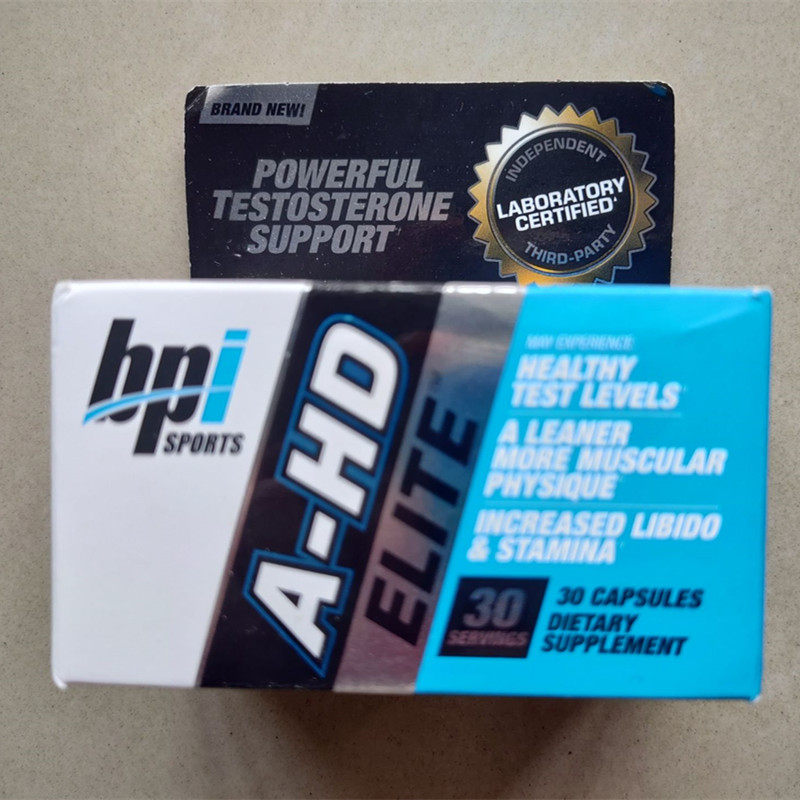 BRAND NEW!
POWERFUL
TESTOSTERONE
SUPPORT
INDEPENDENT
LABORATORY
CERTIFIED
THIRD-PARTY
bpi
SPORTS
A-HD
ELITE™
MAY EXPERIENCE:
HEALTHY
TEST LEVELS*
A LEANER
MORE MUSCULAR
PHYSIQUE*
INCREASED LIBIDO
& STAMINA*
30
SERVINGS
30 CAPSULES
DIETARY
SUPPLEMENT